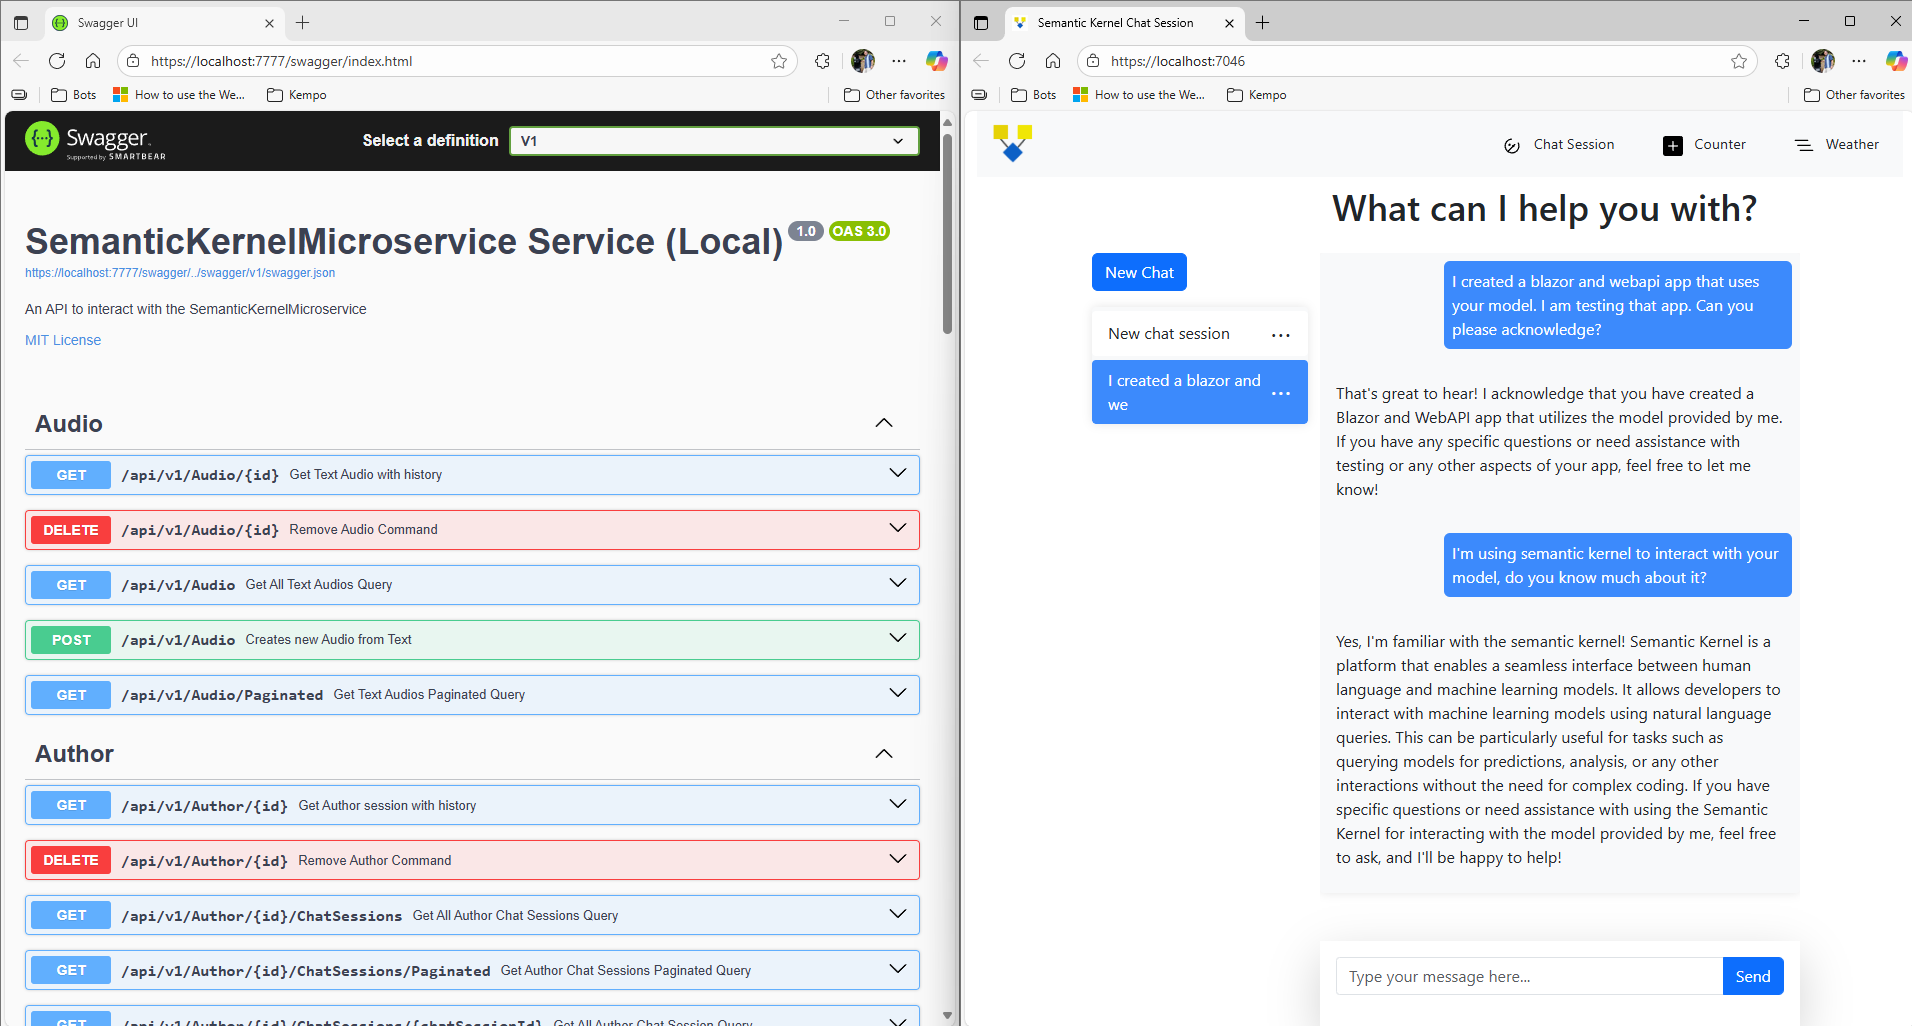 Swagger UI
https://localhost:7777/swagger/index.html
Bots
How to use the We...
Kempo
Other favorites
Swagger
Supported by SMARTBEAR
Select a definition
V1
SemanticKernelMicroservice Service (Local) 1.0 OAS 3.0
https://localhost:7777/swagger/../swagger/v1/swagger.json
An API to interact with the SemanticKernelMicroservice
MIT License
Audio
GET /api/v1/Audio/{id} Get Text Audio with history
DELETE /api/v1/Audio/{id} Remove Audio Command
GET /api/v1/Audio Get All Text Audios Query
POST /api/v1/Audio Creates new Audio from Text
GET /api/v1/Audio/Paginated Get Text Audios Paginated Query
Author
GET /api/v1/Author/{id} Get Author session with history
DELETE /api/v1/Author/{id} Remove Author Command
GET /api/v1/Author/{id}/ChatSessions Get All Author Chat Sessions Query
GET /api/v1/Author/{id}/ChatSessions/Paginated Get Author Chat Sessions Paginated Query
GET /api/v1/Author/{id}/ChatSessions/{chatSessionId} Get All Author Chat Session Query
Semantic Kernel Chat Session
https://localhost:7046
Bots
How to use the We...
Kempo
Other favorites
Chat Session
Counter
Weather
What can I help you with?
New Chat
New chat session ...
I created a blazor and
we
...
I created a blazor and webapi app that uses
your model. I am testing that app. Can you
please acknowledge?
That's great to hear! I acknowledge that you have created a
Blazor and WebAPI app that utilizes the model provided by me.
If you have any specific questions or need assistance with
testing or any other aspects of your app, feel free to let me
know!
I'm using semantic kernel to interact with your
model, do you know much about it?
Yes, I'm familiar with the semantic kernel! Semantic Kernel is a
platform that enables a seamless interface between human
language and machine learning models. It allows developers to
interact with machine learning models using natural language
queries. This can be particularly useful for tasks such as
querying models for predictions, analysis, or any other
interactions without the need for complex coding. If you have
specific questions or need assistance with using the Semantic
Kernel for interacting with the model provided by me, feel free
to ask, and I'll be happy to help!
Type your message here...
Send